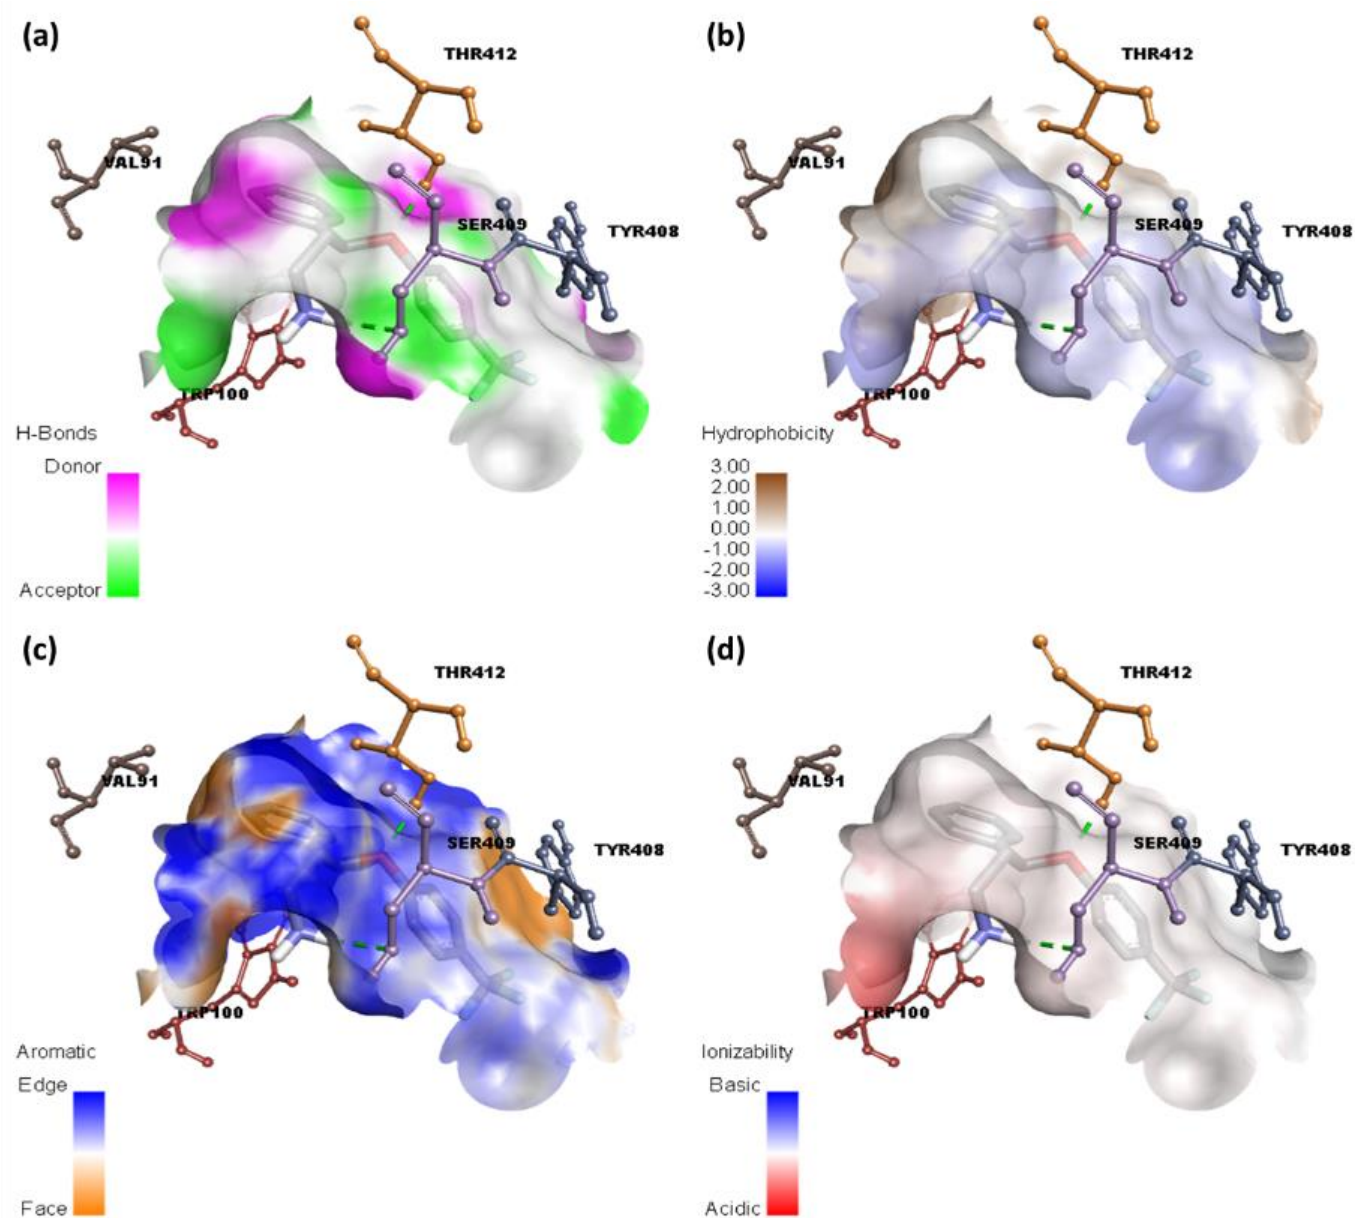 (a)
THR412
VAL91
SER409
TYR408
TRP100
H-Bonds
Donor
Acceptor
(b)
THR412
VAL91
SER409
TYR408
TRP100
Hydrophobicity
3.00
2.00
1.00
0.00
-1.00
-2.00
-3.00
(c)
THR412
VAL91
SER409
TYR408
TRP100
Aromatic
Edge
Face
(d)
THR412
VAL91
SER409
TYR408
TRP100
Ionizability
Basic
Acidic